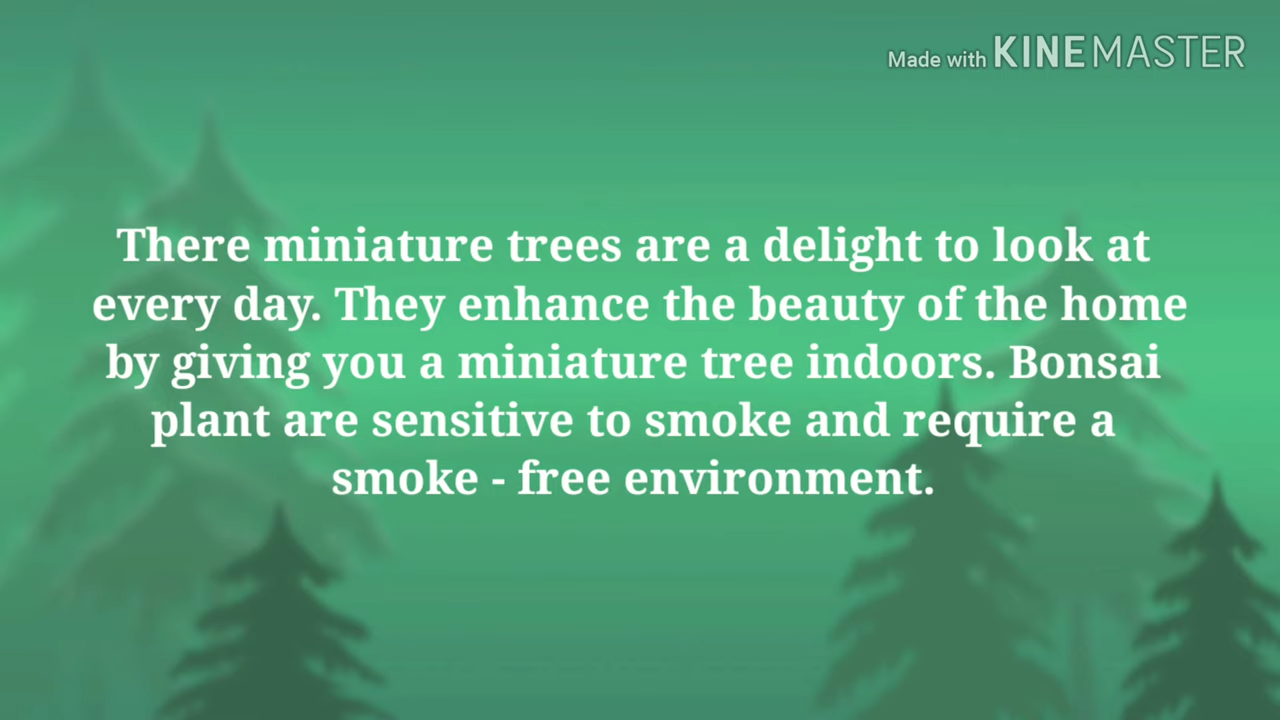 Made with KINEMASTER
There miniature trees are a delight to look at
every day. They enhance the beauty of the home
by giving you a miniature tree indoors. Bonsai
plant are sensitive to smoke and require a
smoke - free environment.